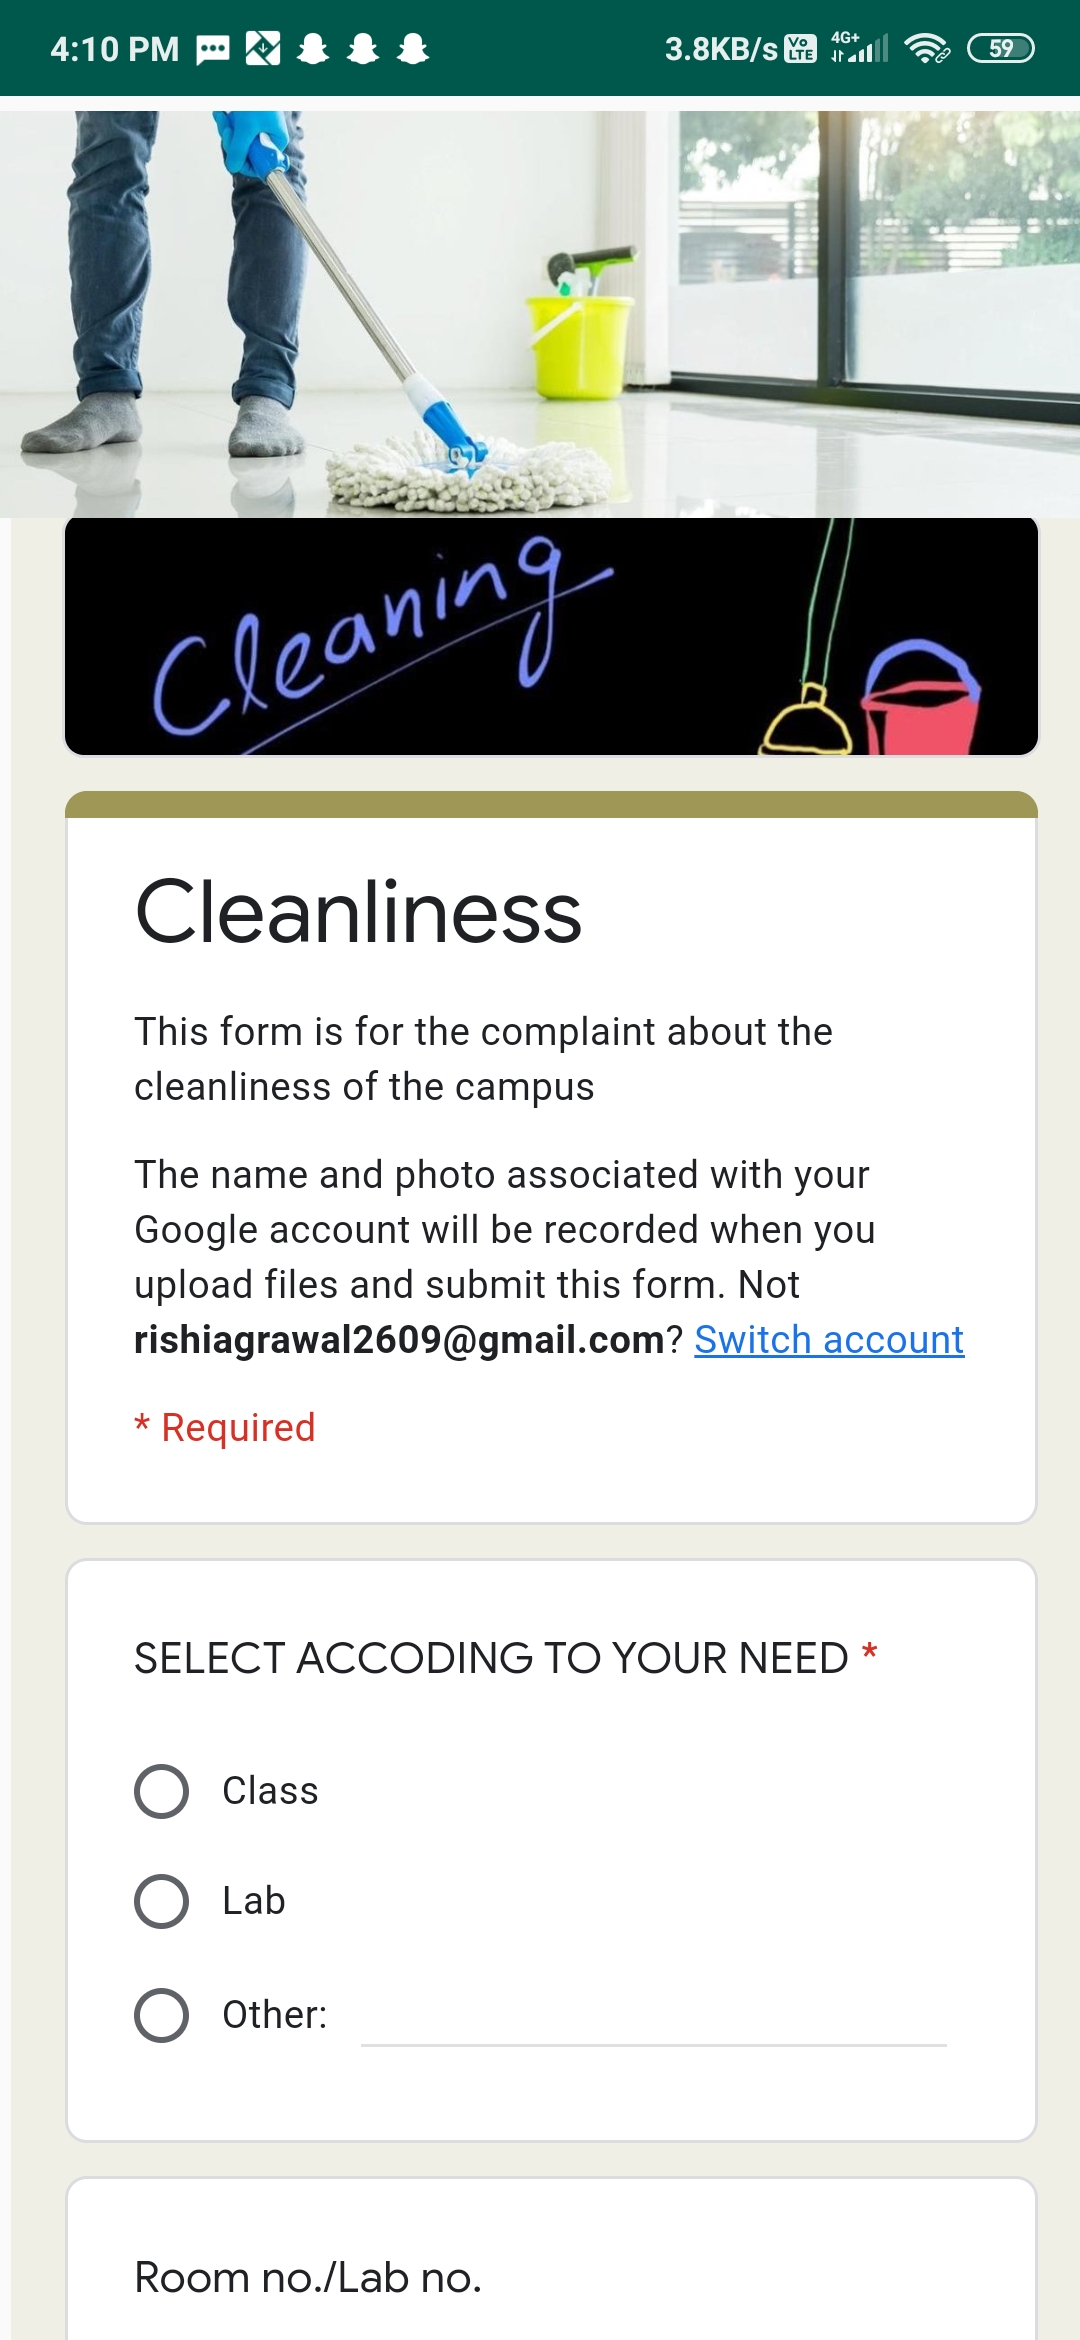 4:10 PM 3.8KB/s Vo LTE 4G+ 59
Cleaning
Cleanliness
This form is for the complaint about the
cleanliness of the campus
The name and photo associated with your
Google account will be recorded when you
upload files and submit this form. Not
rishiagrawal2609@gmail.com? Switch account
* Required
SELECT ACCODING TO YOUR NEED *
Class
Lab
Other:
Room no./Lab no.